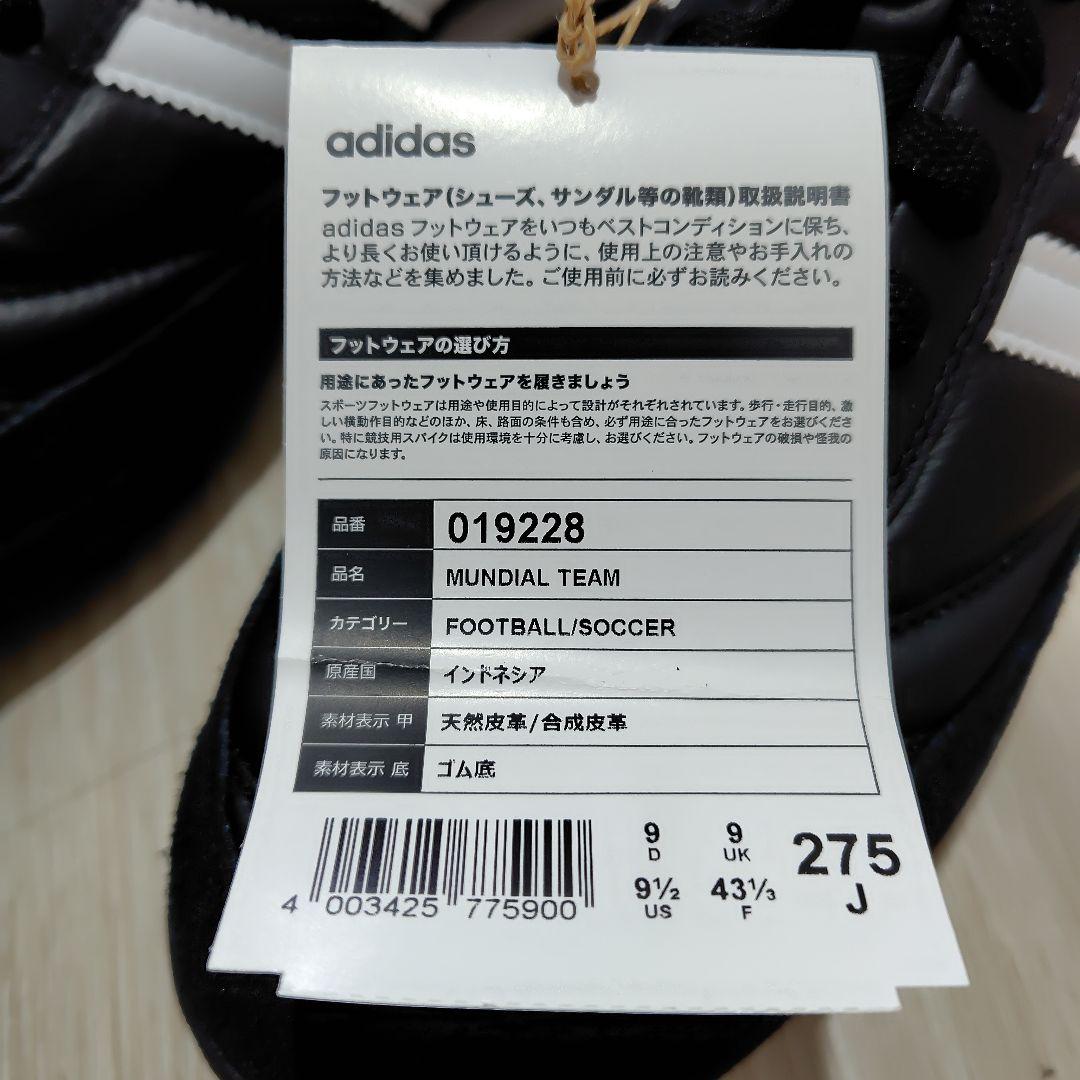 adidas
フットウェア(シューズ、サンダル等の靴類)取扱説明書
adidas フットウェアをいつもベストコンディションに保ち、
より長くお使い頂けるように、使用上の注意やお手入れの
方法などを集めました。ご使用前に必ずお読みください。
フットウェアの選び方
用途にあったフットウェアを履きましょう
スポーツフットウェアは用途や使用目的によって設計がそれぞれされています。歩行・走行目的、激
しい横動作目的などのほか、床、路面の条件も含め、必ず用途に合ったフットウェアをお選びくださ
い。特に競技用スパイクは使用環境を十分に考慮し、お選びください。フットウェアの破損や怪我の
原因になります。
品番 019228
品名 MUNDIAL TEAM
カテゴリー FOOTBALL/SOCCER
原産国 インドネシア
素材表示 甲 天然皮革/合成皮革
素材表示 底 ゴム底
9 D 9 UK 275 J
9½ US 43⅓ F
4 003425 775900